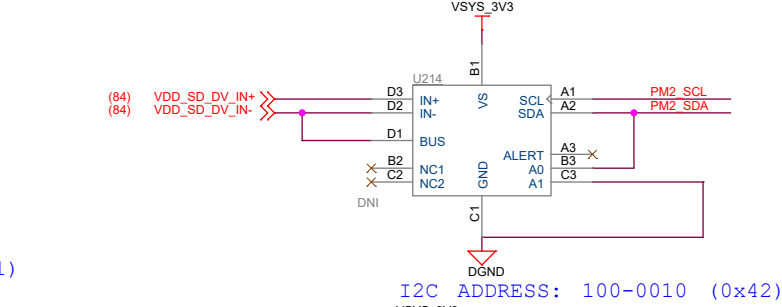 VSYS_3V3
B1
U214
(84) VDD_SD_DV_IN+ D3 IN+ VS SCL A1 PM2_SCL
(84) VDD_SD_DV_IN- D2 IN- SDA A2 PM2_SDA
D1 BUS
ALERT A3
B2 NC1 A0 B3
C2 NC2 GND A1 C3
DNI
C1
DGND
I2C ADDRESS: 100-0010 (0x42)